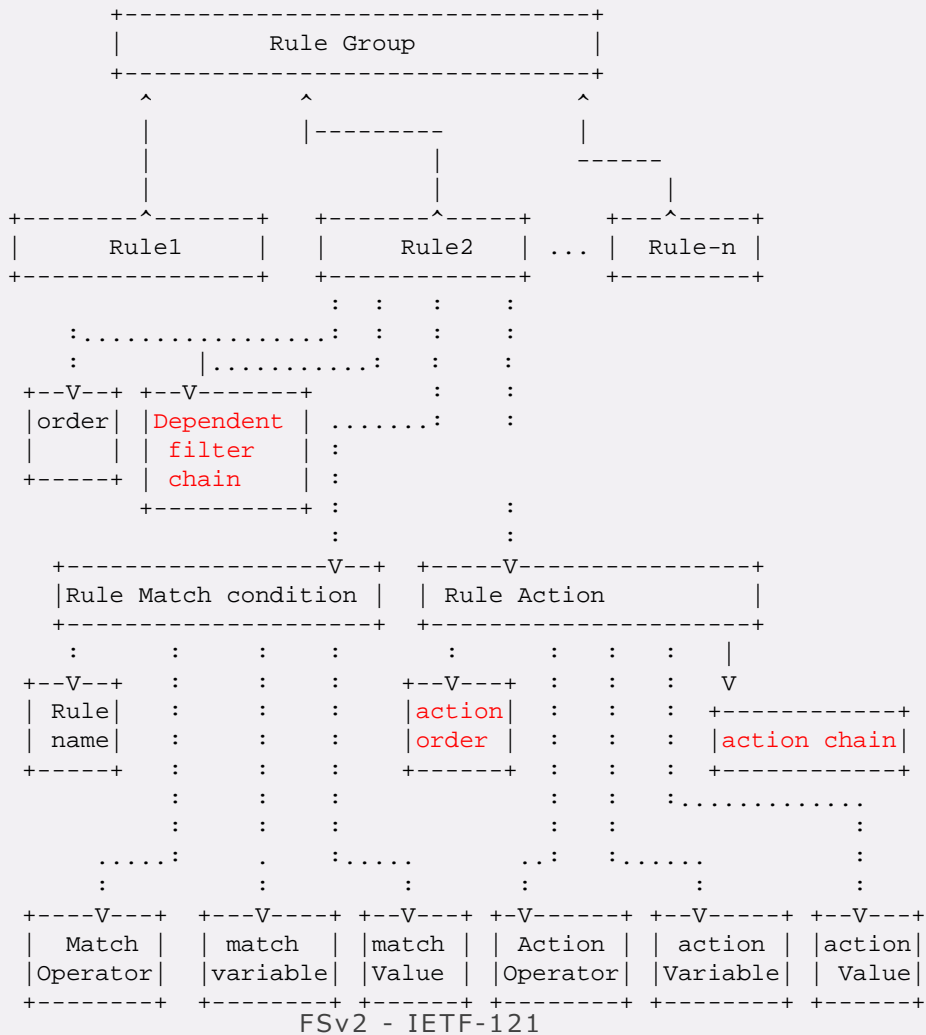 Rule Group
Rule1 Rule2 ... Rule-n
order Dependent
filter
chain
Rule Match condition Rule Action
Rule action
name order action chain
Match match match Action action action
Operator variable Value Operator Variable Value
FSv2 - IETF-121